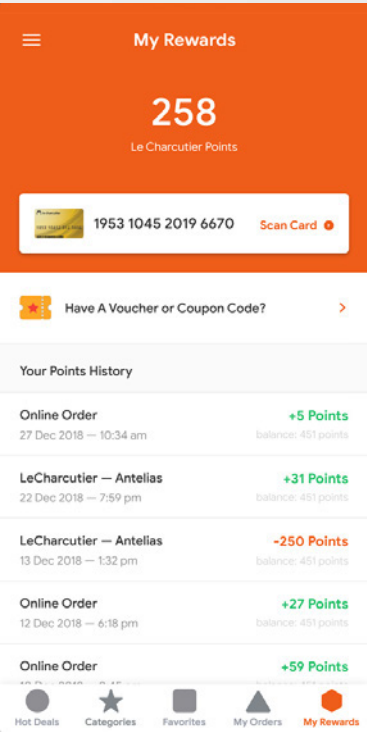 My Rewards
258
Le Charcutier Points
1953 1045 2019 6670 Scan Card
Have A Voucher or Coupon Code?
Your Points History
Online Order +5 Points
27 Dec 2018 — 10:34 am balance: 451 points
LeCharcutier — Antelias +31 Points
22 Dec 2018 — 7:59 pm balance: 451 points
LeCharcutier — Antelias -250 Points
13 Dec 2018 — 1:32 pm balance: 451 points
Online Order +27 Points
12 Dec 2018 — 6:18 pm balance: 451 points
Online Order +59 Points
Hot Deals Categories Favorites My Orders My Rewards